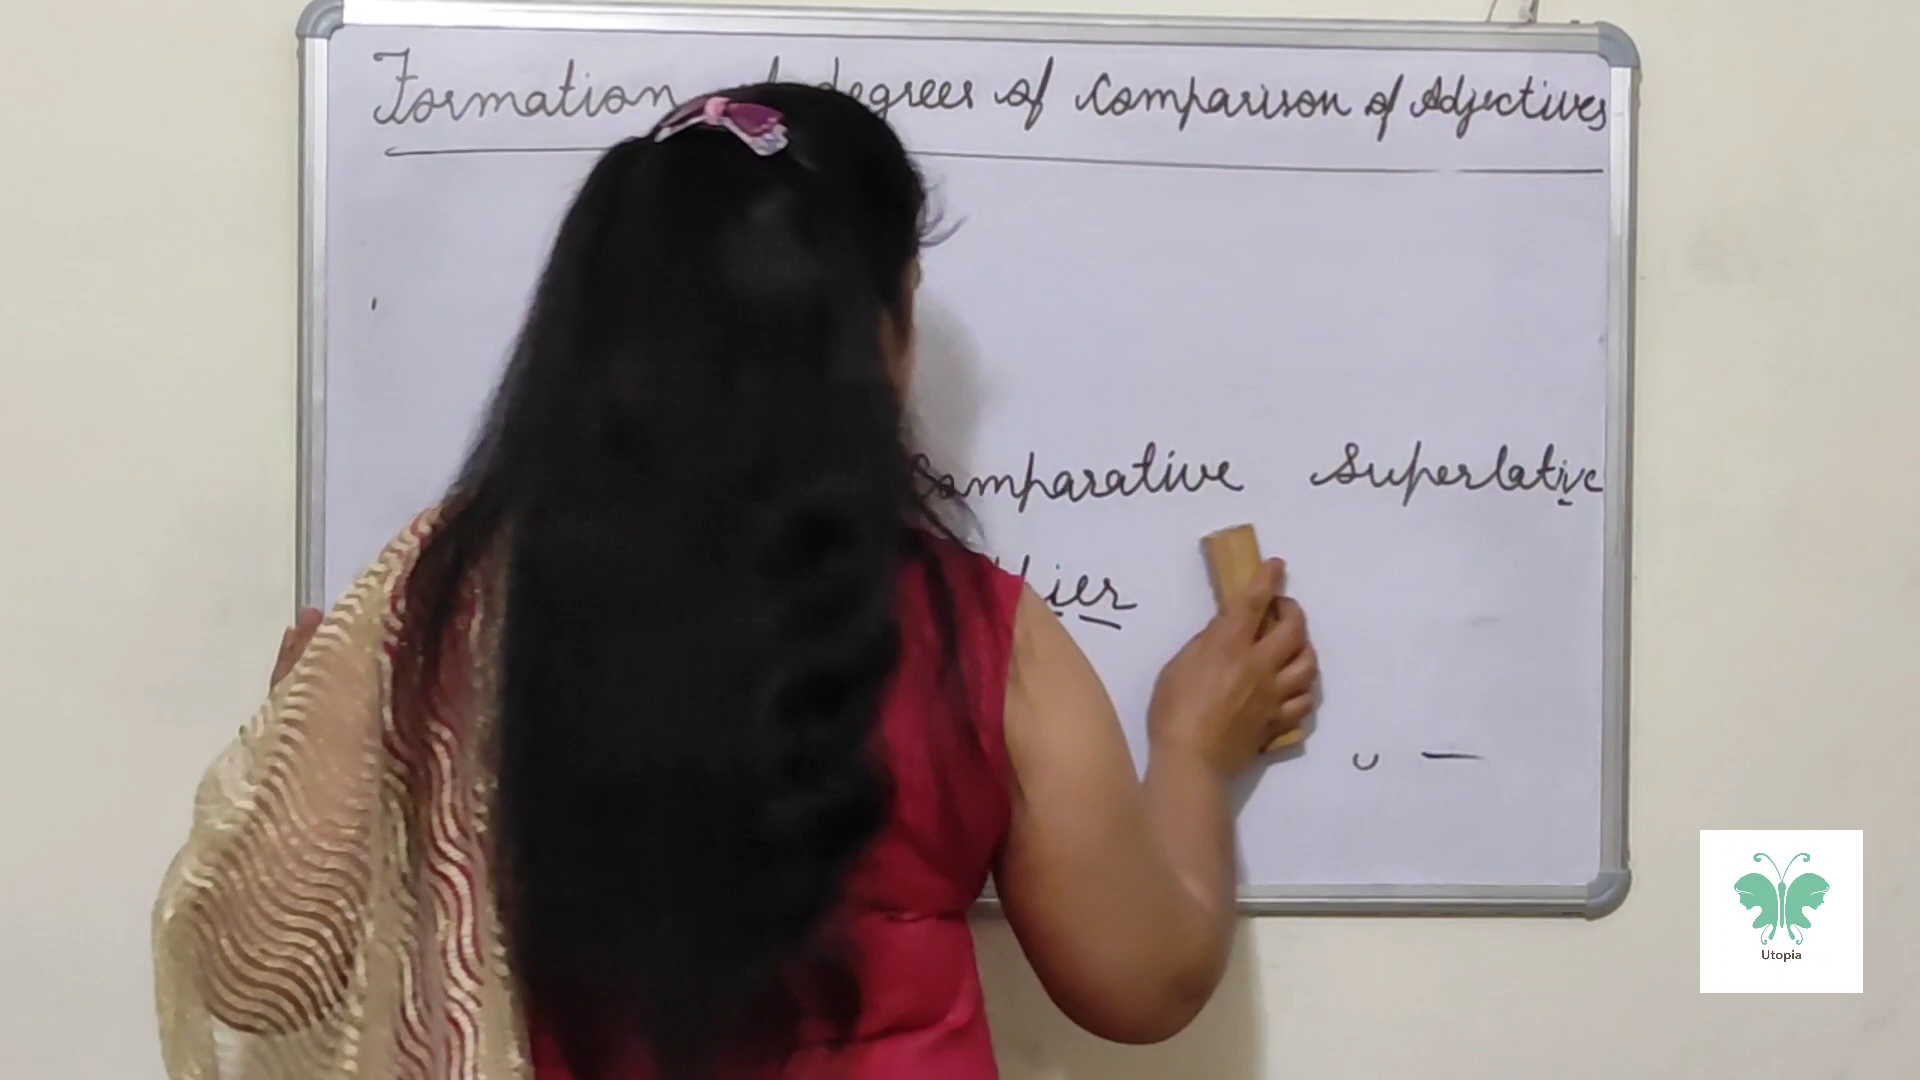 Formation degrees of Comparison of Adjectives
Comparative Superlative
ier
Utopia